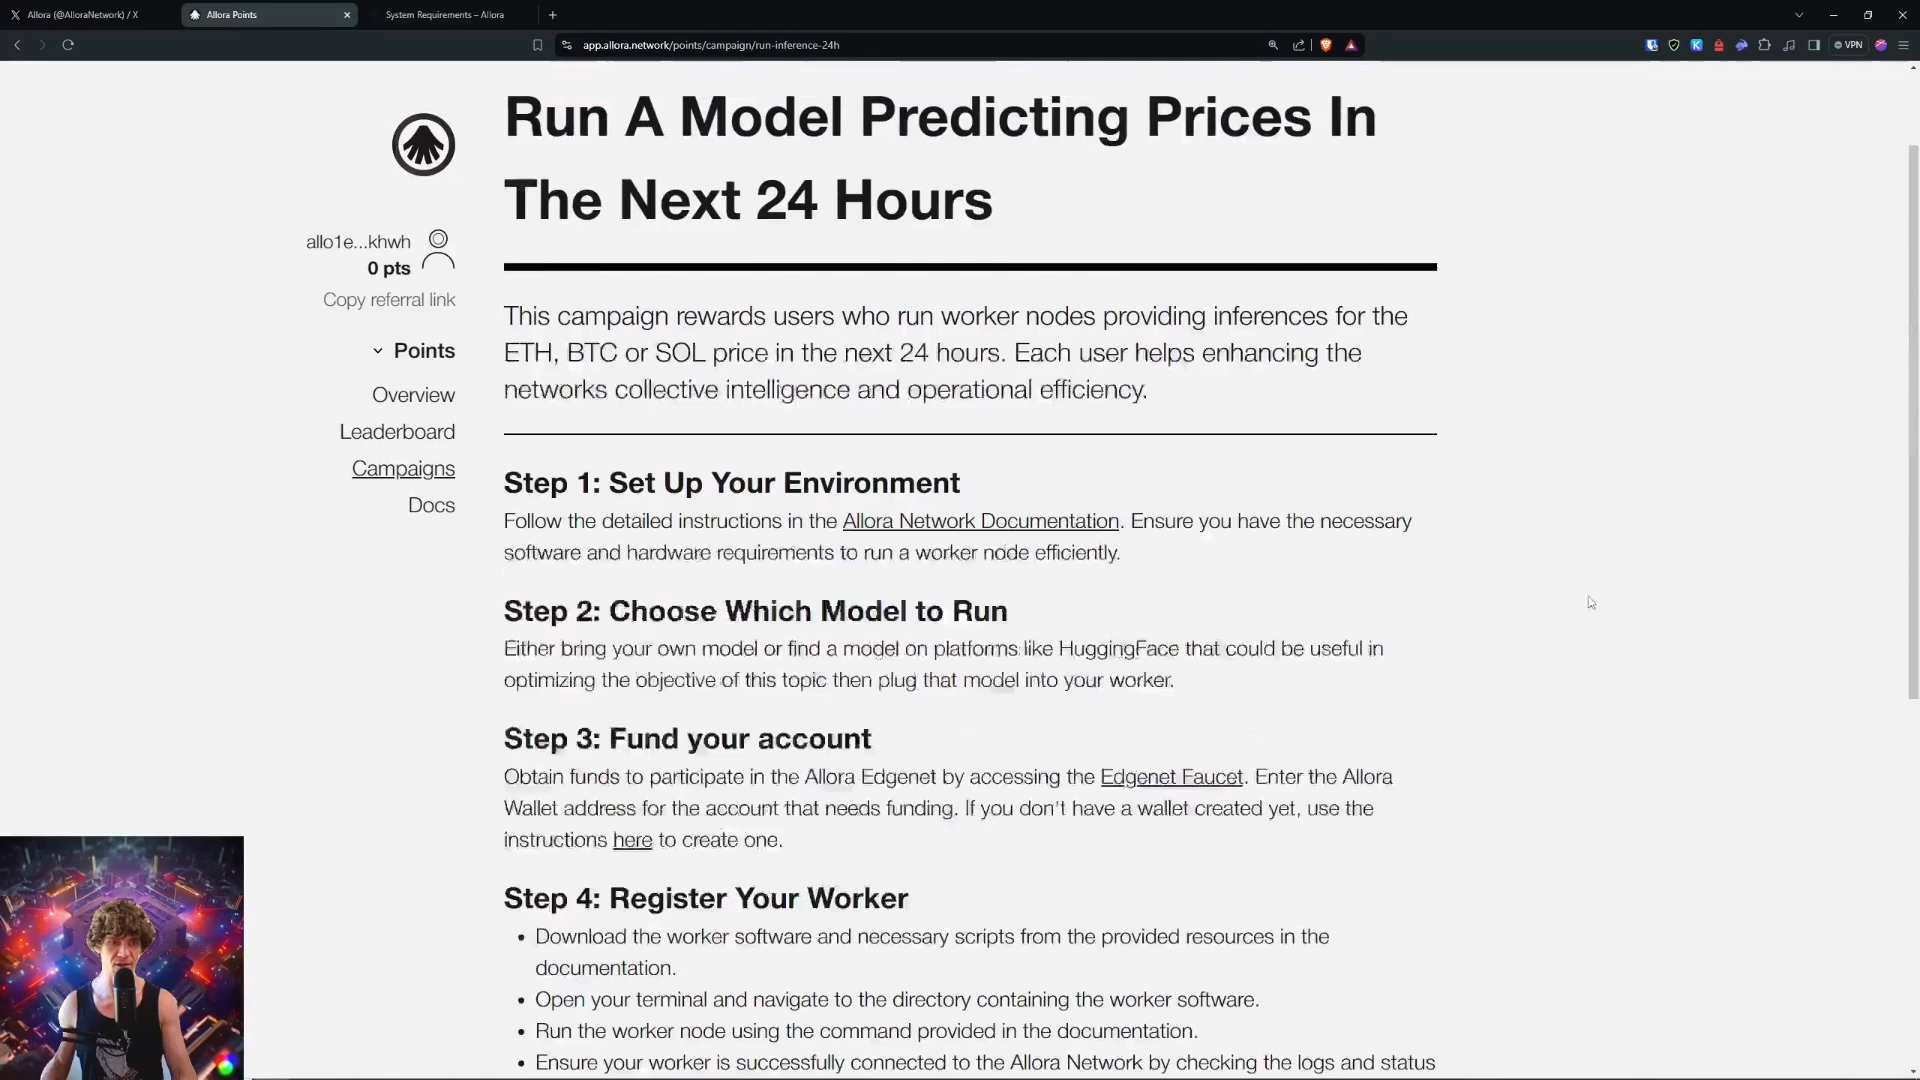 Allora (@AlloraNetwork) / X
Allora Points
System Requirements – Allora
app.allora.network/points/campaign/run-inference-24h
VPN
Run A Model Predicting Prices In
The Next 24 Hours
allo1e...khwh
0 pts
Copy referral link
Points
Overview
Leaderboard
Campaigns
Docs
This campaign rewards users who run worker nodes providing inferences for the
ETH, BTC or SOL price in the next 24 hours. Each user helps enhancing the
networks collective intelligence and operational efficiency.
Step 1: Set Up Your Environment
Follow the detailed instructions in the Allora Network Documentation. Ensure you have the necessary
software and hardware requirements to run a worker node efficiently.
Step 2: Choose Which Model to Run
Either bring your own model or find a model on platforms like HuggingFace that could be useful in
optimizing the objective of this topic then plug that model into your worker.
Step 3: Fund your account
Obtain funds to participate in the Allora Edgenet by accessing the Edgenet Faucet. Enter the Allora
Wallet address for the account that needs funding. If you don't have a wallet created yet, use the
instructions here to create one.
Step 4: Register Your Worker
• Download the worker software and necessary scripts from the provided resources in the
documentation.
• Open your terminal and navigate to the directory containing the worker software.
• Run the worker node using the command provided in the documentation.
• Ensure your worker is successfully connected to the Allora Network by checking the logs and status